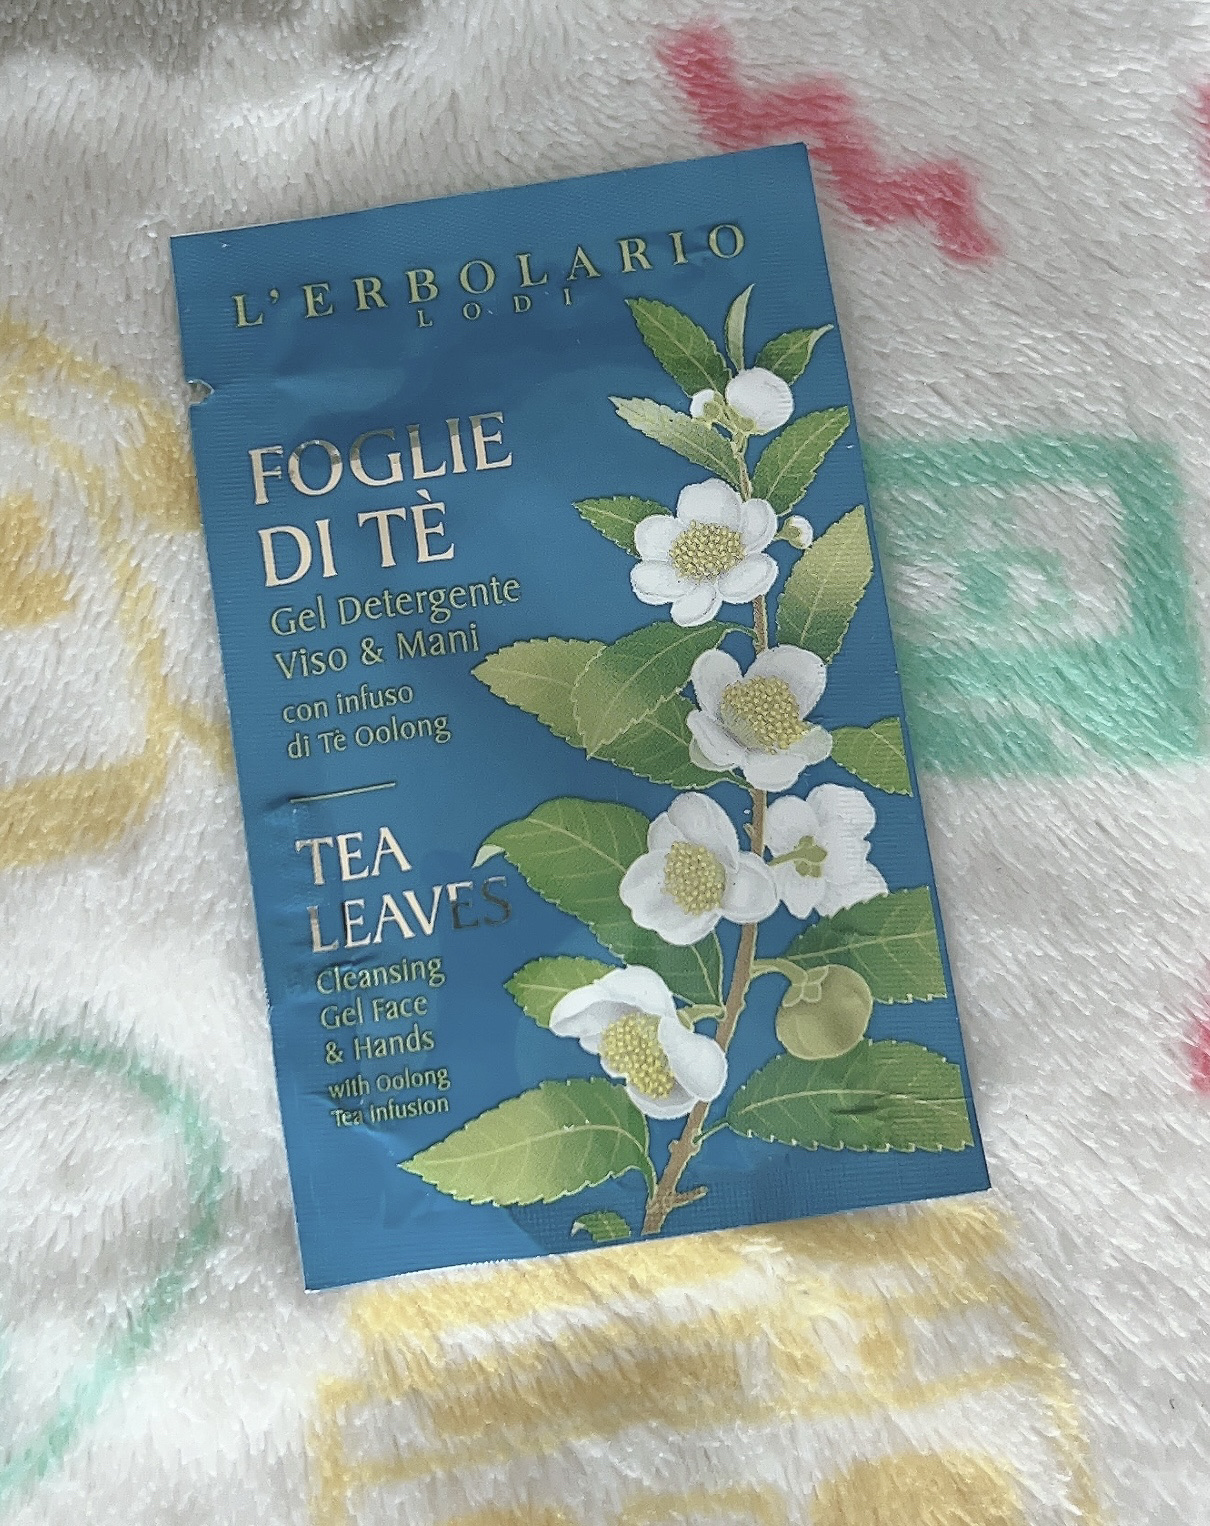 L'ERBOLARIO
LODI
FOGLIE
DI TÈ
Gel Detergente
Viso & Mani
con infuso
di Tè Oolong
TEA
LEAVES
Cleansing
Gel Face
& Hands
with Oolong
Tea infusion